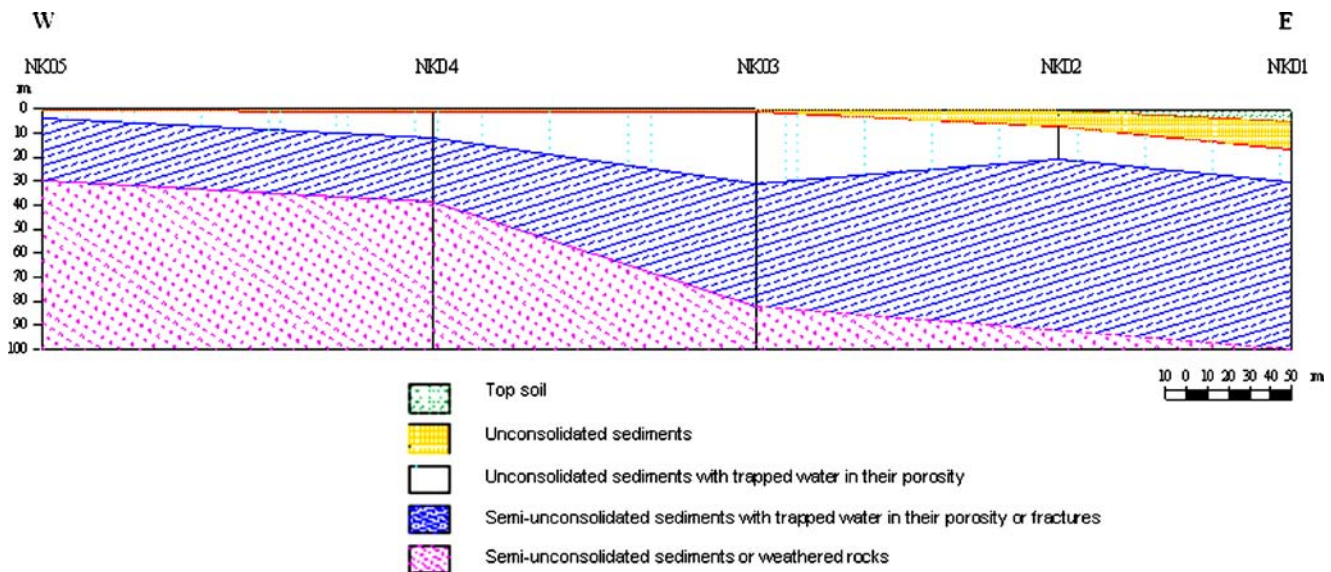 W E
NK05 NK04 NK03 NK02 NK01
m
0
10
20
30
40
50
60
70
80
90
100
10 0 10 20 30 40 50 m
Top soil
Unconsolidated sediments
Unconsolidated sediments with trapped water in their porosity
Semi-unconsolidated sediments with trapped water in their porosity or fractures
Semi-unconsolidated sediments or weathered rocks